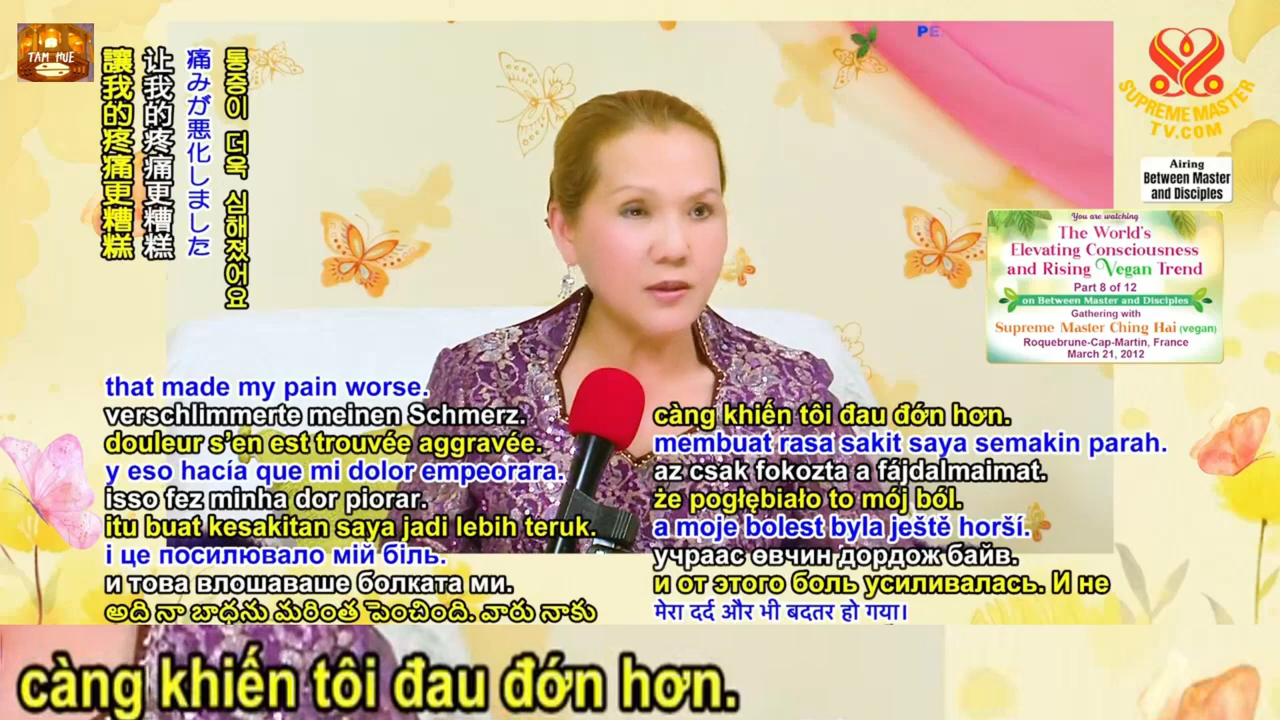 TAM HUE
讓我的疼痛更糟糕
让我的疼痛更糟糕
痛みが悪化しました
통증이 더욱 심해졌어요
PE
SUPREME MASTER
TV.COM
Airing
Between Master
and Disciples
You are watching
The World's
Elevating Consciousness
and Rising Vegan Trend
Part 8 of 12
on Between Master and Disciples
Gathering with
Supreme Master Ching Hai (vegan)
Roquebrune-Cap-Martin, France
March 21, 2012
that made my pain worse.
verschlimmerte meinen Schmerz.
douleur s'en est trouvée aggravée.
y eso hacía que mi dolor empeorara.
isso fez minha dor piorar.
itu buat kesakitan saya jadi lebih teruk.
і це посилювало мій біль.
и това влошаваше болката ми.
అది నా బాధను మరింత పెంచింది. వారు నాకు
càng khiến tôi đau đớn hơn.
membuat rasa sakit saya semakin parah.
az csak fokozta a fájdalmaimat.
że pogłębiało to mój ból.
a moje bolest byla ještě horší.
учраас өвчин дордож байв.
и от этого боль усиливалась. И не
मेरा दर्द और भी बदतर हो गया।
càng khiến tôi đau đớn hơn.